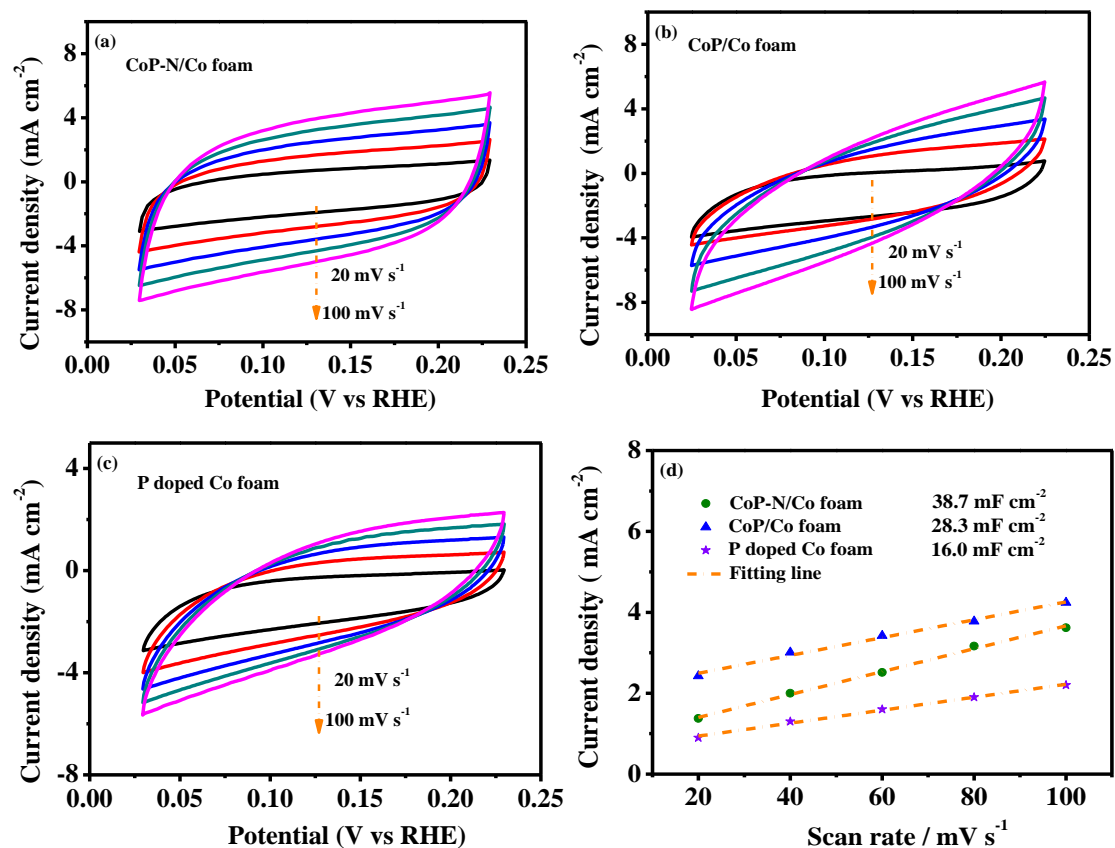 (a)
CoP-N/Co foam
Current density (mA cm⁻²)
8
4
0
-4
-8
20 mV s⁻¹
100 mV s⁻¹
0.00 0.05 0.10 0.15 0.20 0.25
Potential (V vs RHE)
(b)
CoP/Co foam
Current density (mA cm⁻²)
8
4
0
-4
-8
20 mV s⁻¹
100 mV s⁻¹
0.00 0.05 0.10 0.15 0.20 0.25
Potential (V vs RHE)
(c)
P doped Co foam
Current density (mA cm⁻²)
4
0
-4
-8
20 mV s⁻¹
100 mV s⁻¹
0.00 0.05 0.10 0.15 0.20 0.25
Potential (V vs RHE)
(d)
Current density ( mA cm⁻²)
8
6
4
2
0
CoP-N/Co foam 38.7 mF cm⁻²
CoP/Co foam 28.3 mF cm⁻²
P doped Co foam 16.0 mF cm⁻²
Fitting line
20 40 60 80 100
Scan rate / mV s⁻¹